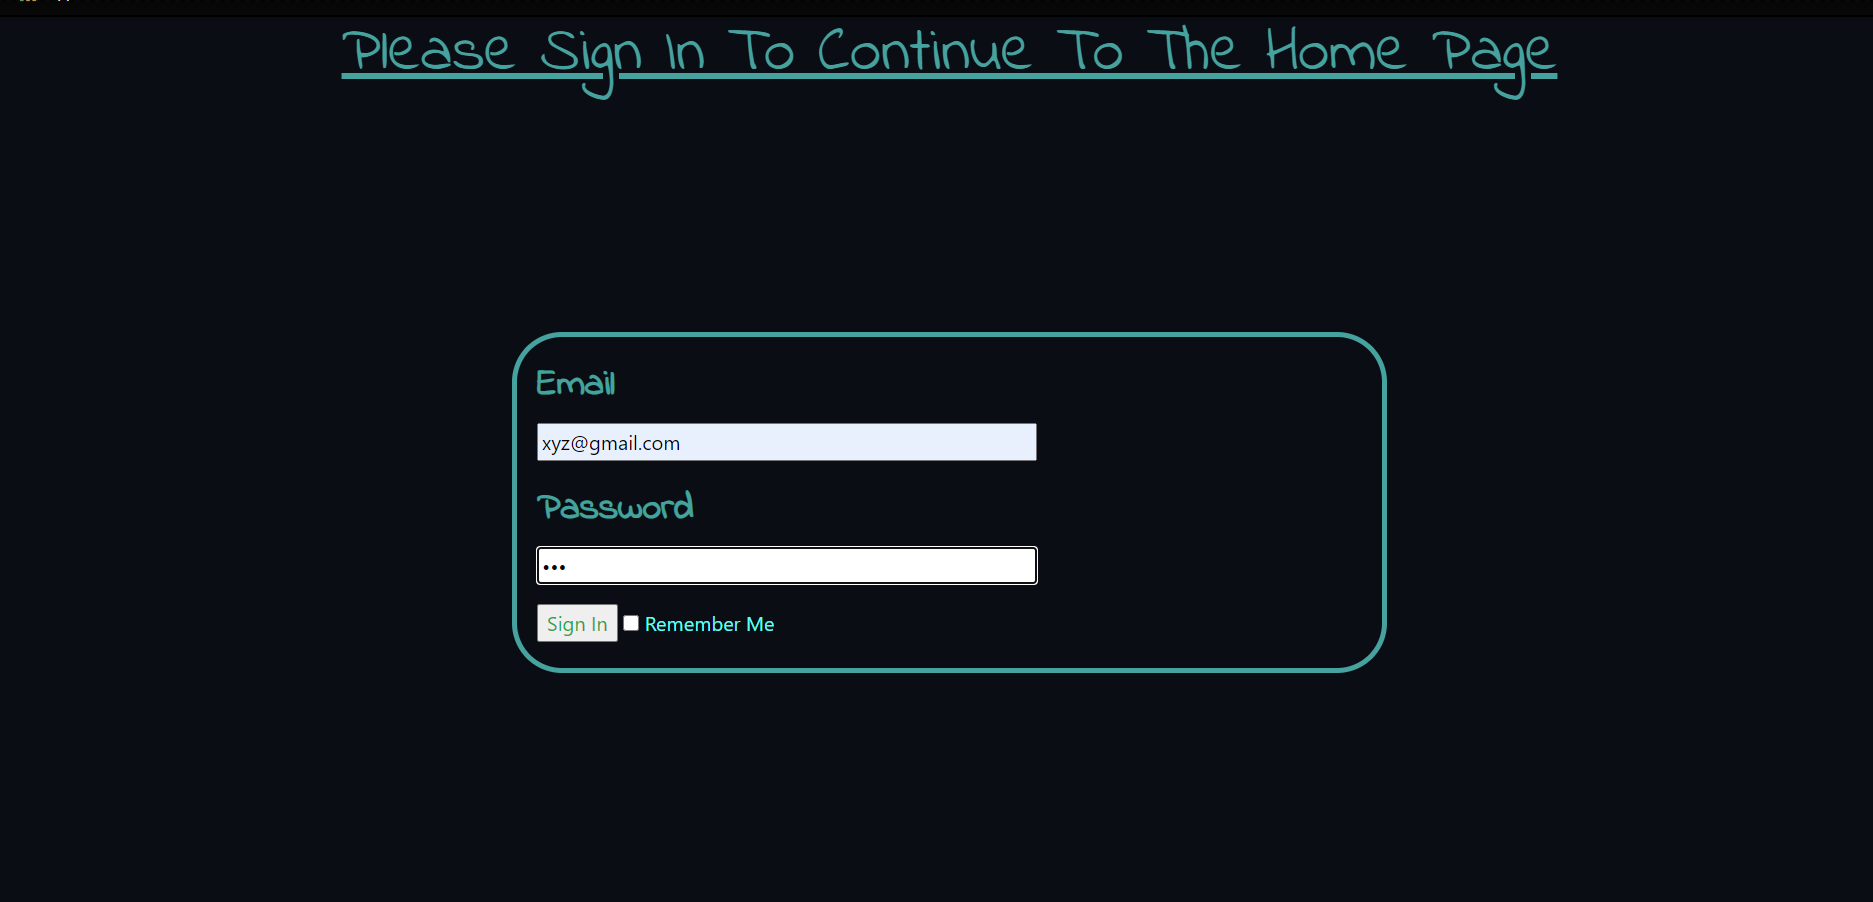 Please Sign In To Continue To The Home Page
Email
xyz@gmail.com
Password
•••
Sign In Remember Me